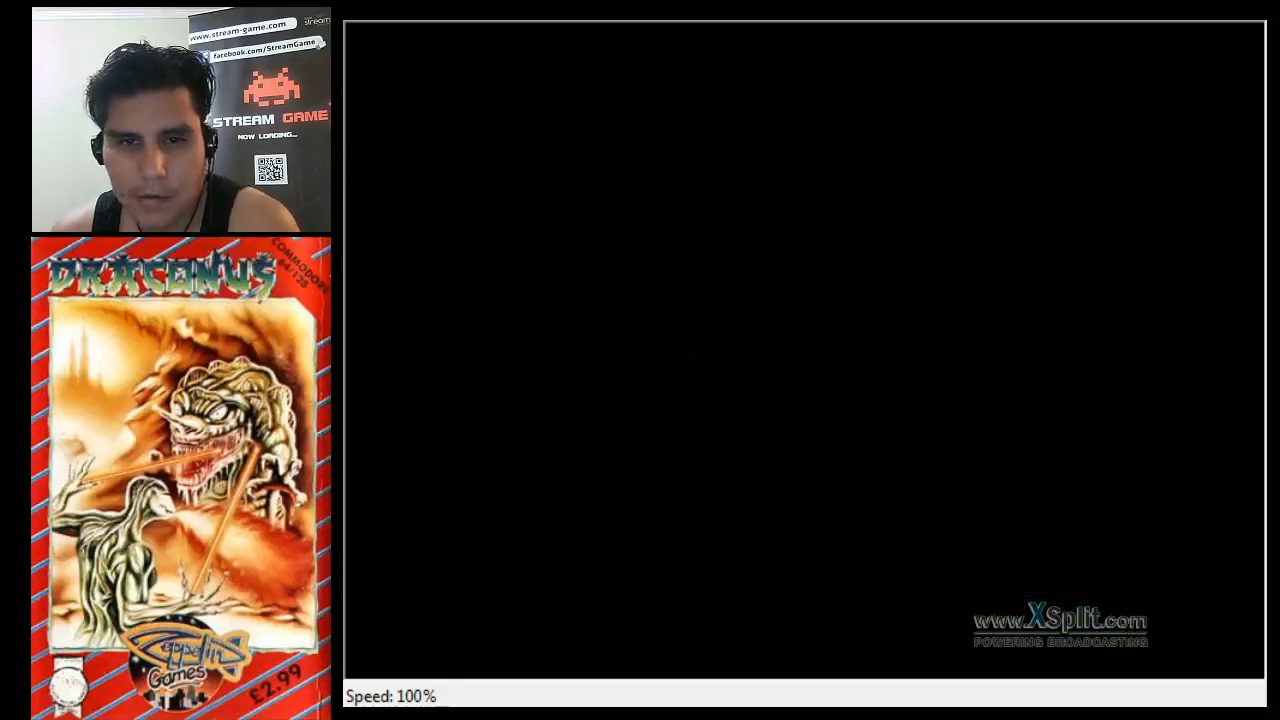 www.stream-game.com
stream
facebook.com/StreamGame
STREAM GAME
NOW LOADING...
DRACONUS
COMMODORE
64/128
Zeppelin
Games
£2.99
www.XSplit.com
POWERING BROADCASTING
Speed: 100%